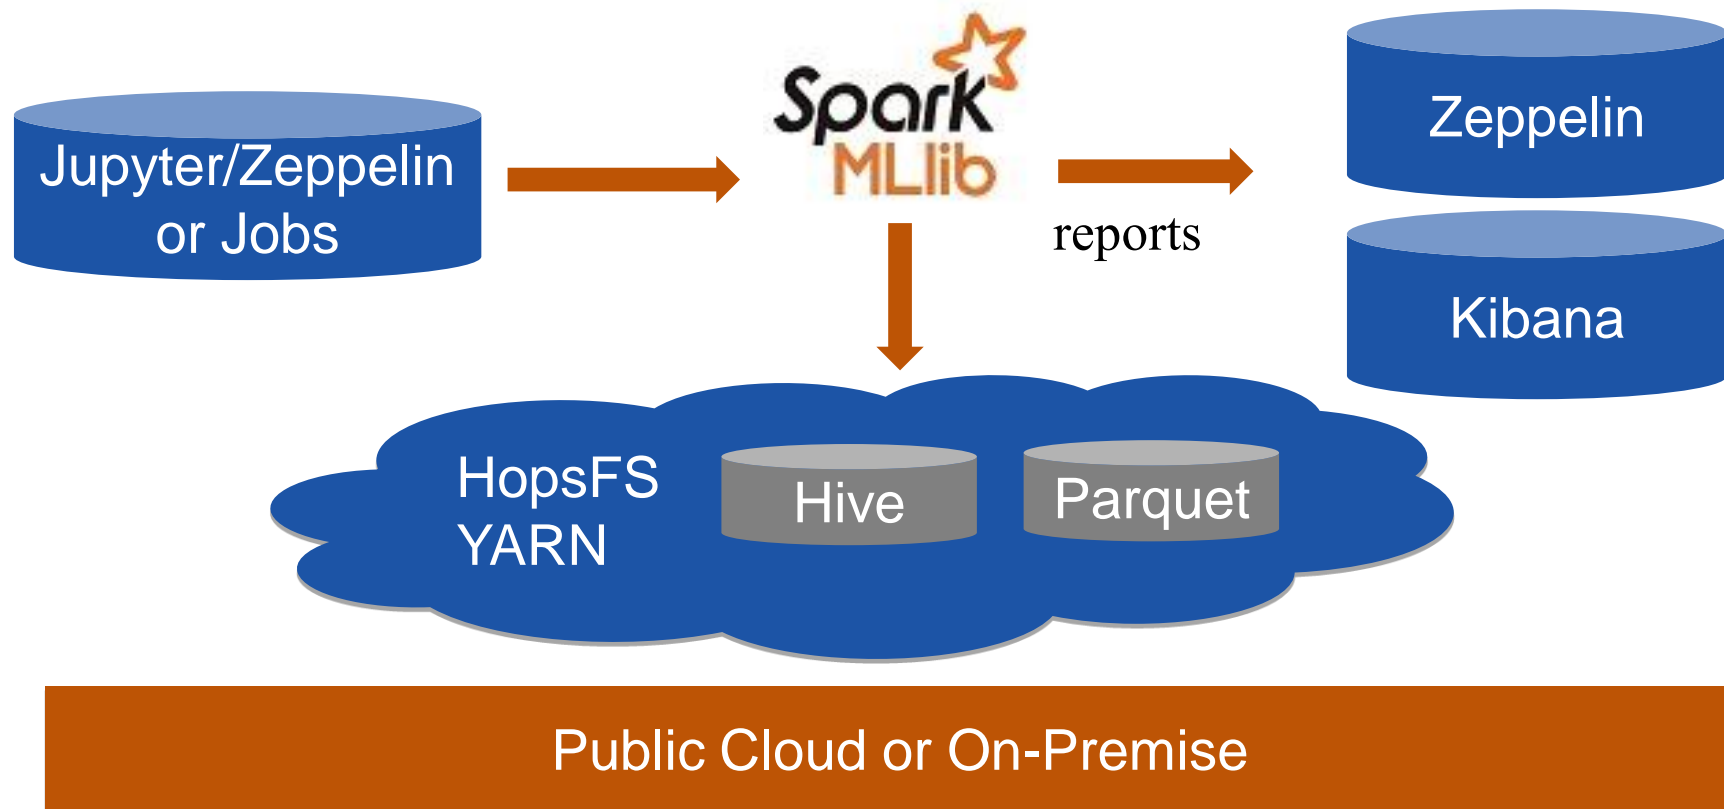 Jupyter/Zeppelin
or Jobs
Spark
MLlib
reports
Zeppelin
Kibana
HopsFS
YARN
Hive
Parquet
Public Cloud or On-Premise